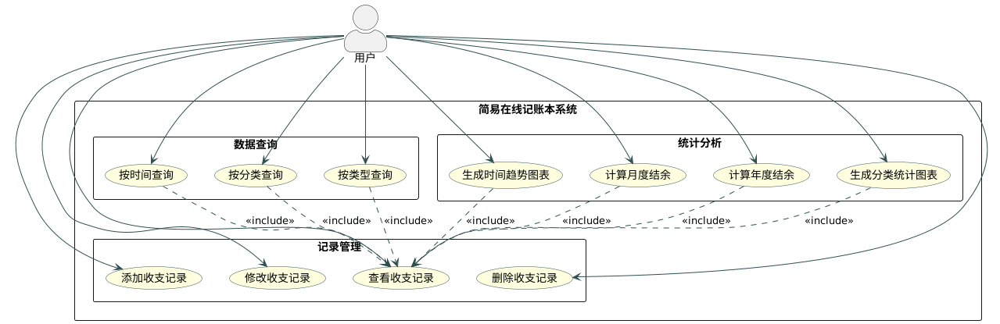 用户
简易在线记账本系统
数据查询
统计分析
按时间查询
按分类查询
按类型查询
生成时间趋势图表
计算月度结余
计算年度结余
生成分类统计图表
«include»
«include»
«include»
«include»
«include»
«include»
«include»
记录管理
添加收支记录
修改收支记录
查看收支记录
删除收支记录